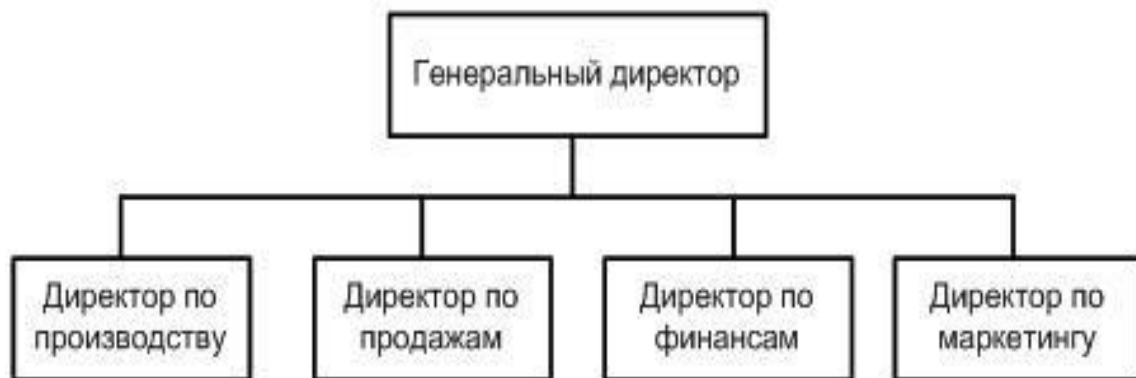 Генеральный директор
Директор по
производству
Директор по
продажам
Директор по
финансам
Директор по
маркетингу